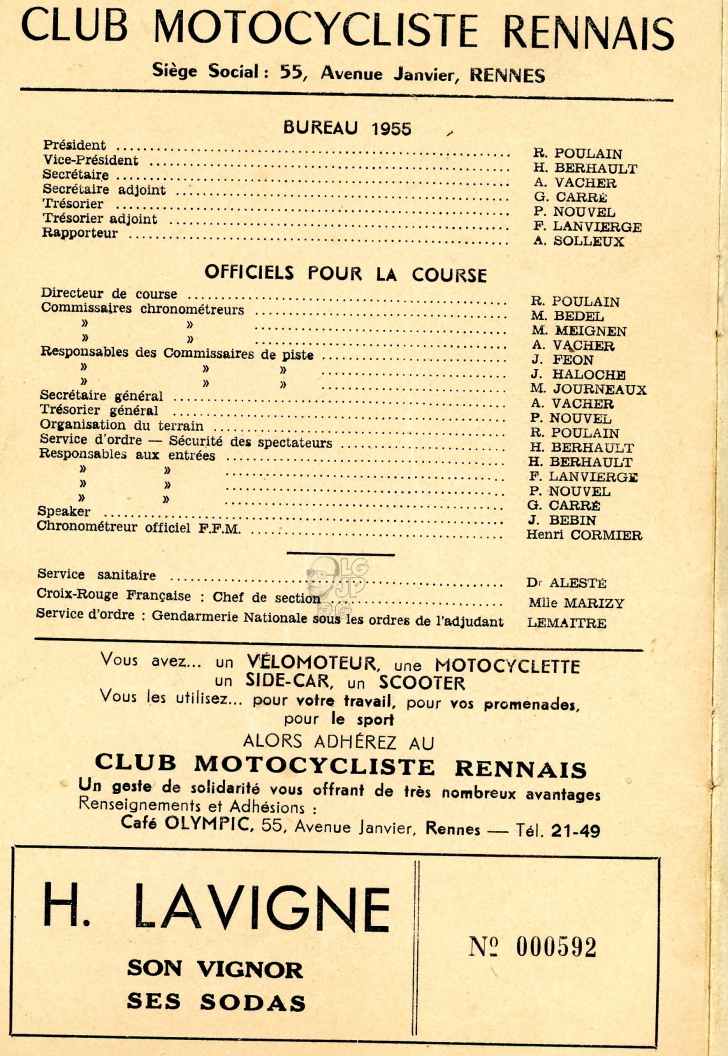 CLUB MOTOCYCLISTE RENNAIS
Siège Social : 55, Avenue Janvier, RENNES
BUREAU 1955
Président ........ R. POULAIN
Vice-Président ........ H. BERHAULT
Secrétaire ........ A. VACHER
Secrétaire adjoint ........ G. CARRÉ
Trésorier ........ P. NOUVEL
Trésorier adjoint ........ F. LANVIERGE
Rapporteur ........ A. SOLLEUX
OFFICIELS POUR LA COURSE
Directeur de course ........ R. POULAIN
Commissaires chronométreurs ........ M. BEDEL
» » ........ M. MEIGNEN
» » ........ A. VACHER
Responsables des Commissaires de piste ........ J. FEON
» » » ........ J. HALOCHE
» » » ........ M. JOURNEAUX
Secrétaire général ........ A. VACHER
Trésorier général ........ P. NOUVEL
Organisation du terrain ........ R. POULAIN
Service d'ordre — Sécurité des spectateurs ........ H. BERHAULT
Responsables aux entrées ........ H. BERHAULT
» » ........ F. LANVIERGE
» » ........ P. NOUVEL
» » ........ G. CARRÉ
Speaker ........ J. BEBIN
Chronométreur officiel F.F.M. ........ Henri CORMIER
Service sanitaire ........ Dr ALESTÉ
Croix-Rouge Française : Chef de section ........ Mlle MARIZY
Service d'ordre : Gendarmerie Nationale sous les ordres de l'adjudant LEMAITRE
LG
JP
Vous avez... un VÉLOMOTEUR, une MOTOCYCLETTE
un SIDE-CAR, un SCOOTER
Vous les utilisez... pour votre travail, pour vos promenades,
pour le sport
ALORS ADHÉREZ AU
CLUB MOTOCYCLISTE RENNAIS
Un geste de solidarité vous offrant de très nombreux avantages
Renseignements et Adhésions :
Café OLYMPIC, 55, Avenue Janvier, Rennes — Tél. 21-49
H. LAVIGNE
SON VIGNOR
SES SODAS
Nº 000592